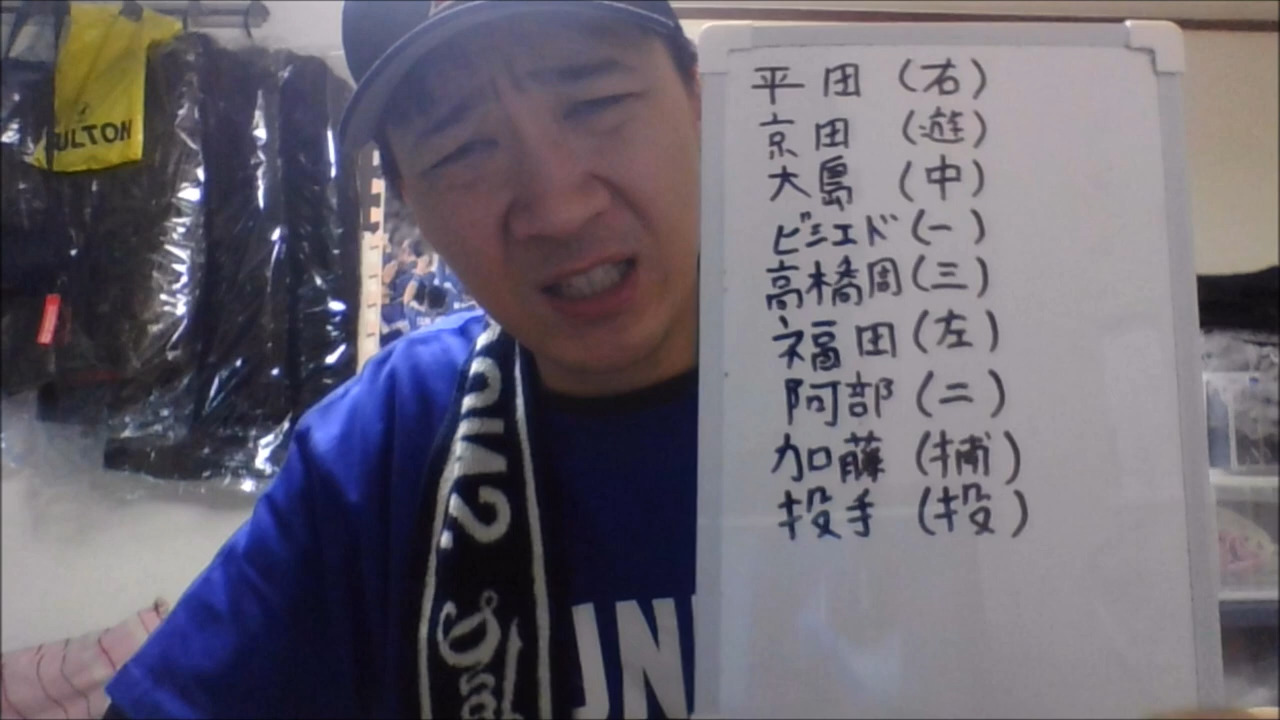 ULTON
平田 (右)
京田 (遊)
大島 (中)
ビシエド (一)
高橋周 (三)
福田 (左)
阿部 (二)
加藤 (捕)
投手 (投)
JN